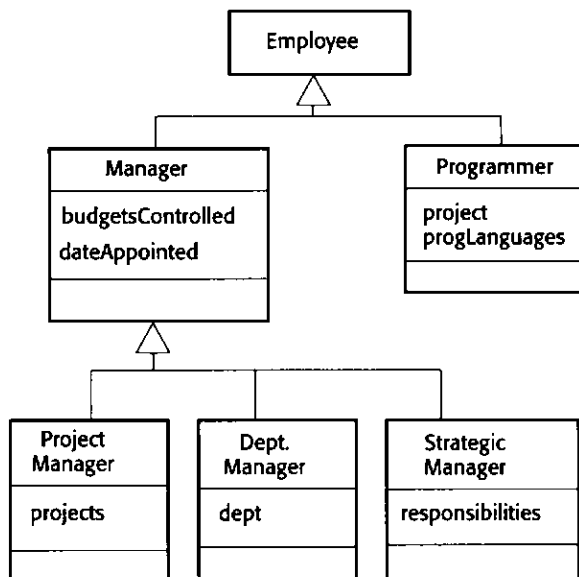 Employee
Manager
budgetsControlled
dateAppointed
Programmer
project
progLanguages
Project
Manager
projects
Dept.
Manager
dept
Strategic
Manager
responsibilities